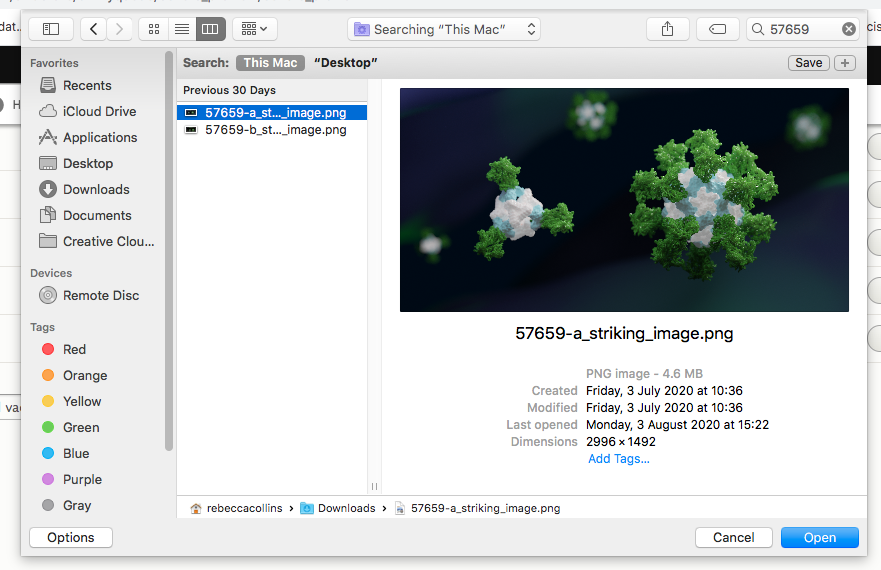 dat...
Searching “This Mac”
57659
cis
Favorites
Recents
iCloud Drive
Applications
Desktop
Downloads
Documents
Creative Clou...
Devices
Remote Disc
Tags
Red
Orange
Yellow
Green
Blue
Purple
Gray
H
vac
Search: This Mac “Desktop” Save +
Previous 30 Days
57659-a_st..._image.png
57659-b_st..._image.png
57659-a_striking_image.png
PNG image - 4.6 MB
Created Friday, 3 July 2020 at 10:36
Modified Friday, 3 July 2020 at 10:36
Last opened Monday, 3 August 2020 at 15:22
Dimensions 2996 × 1492
Add Tags...
rebeccacollins › Downloads › 57659-a_striking_image.png
Options Cancel Open